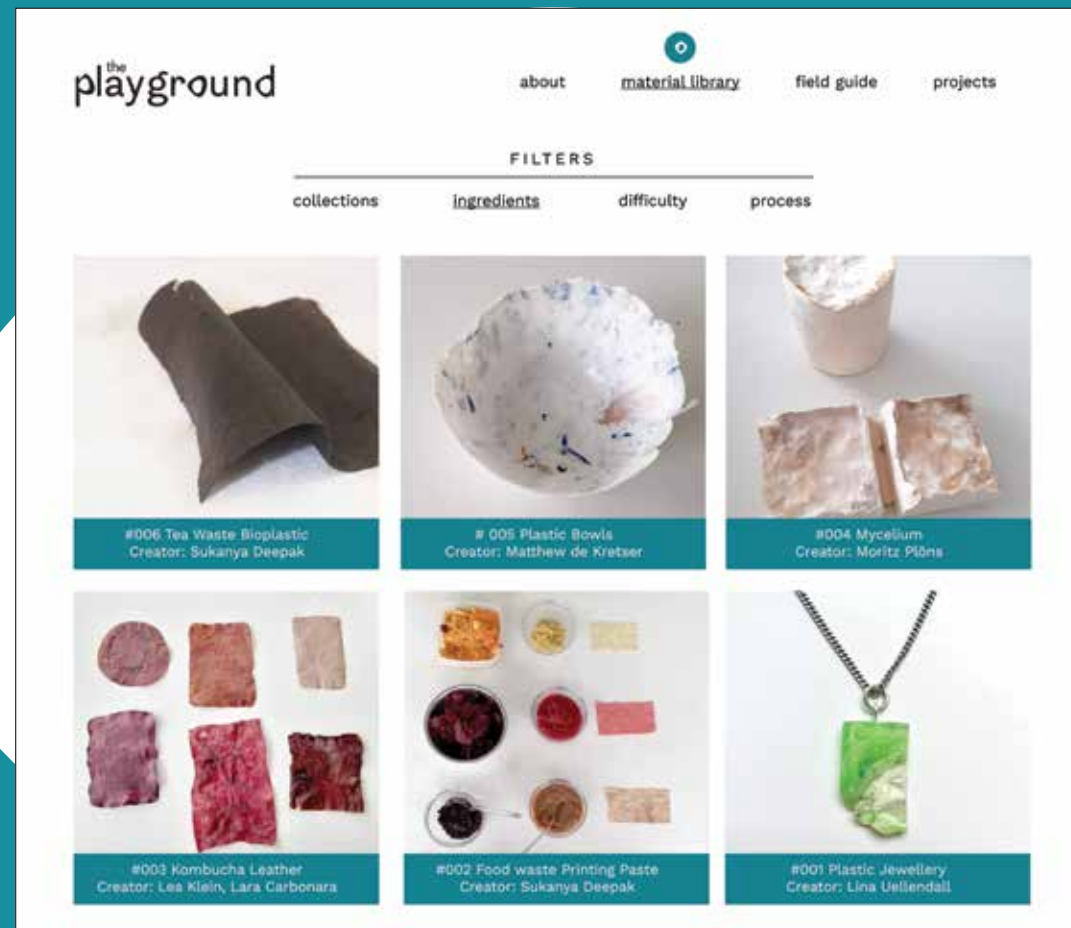 the
playground
about
material library
field guide
projects
FILTERS
collections
ingredients
difficulty
process
#006 Tea Waste Bioplastic
Creator: Sukanya Deepak
# 005 Plastic Bowls
Creator: Matthew de Kretser
#004 Mycelium
Creator: Moritz Plöns
#003 Kombucha Leather
Creator: Lea Klein, Lara Carbonara
#002 Food waste Printing Paste
Creator: Sukanya Deepak
#001 Plastic Jewellery
Creator: Lina Uellendall